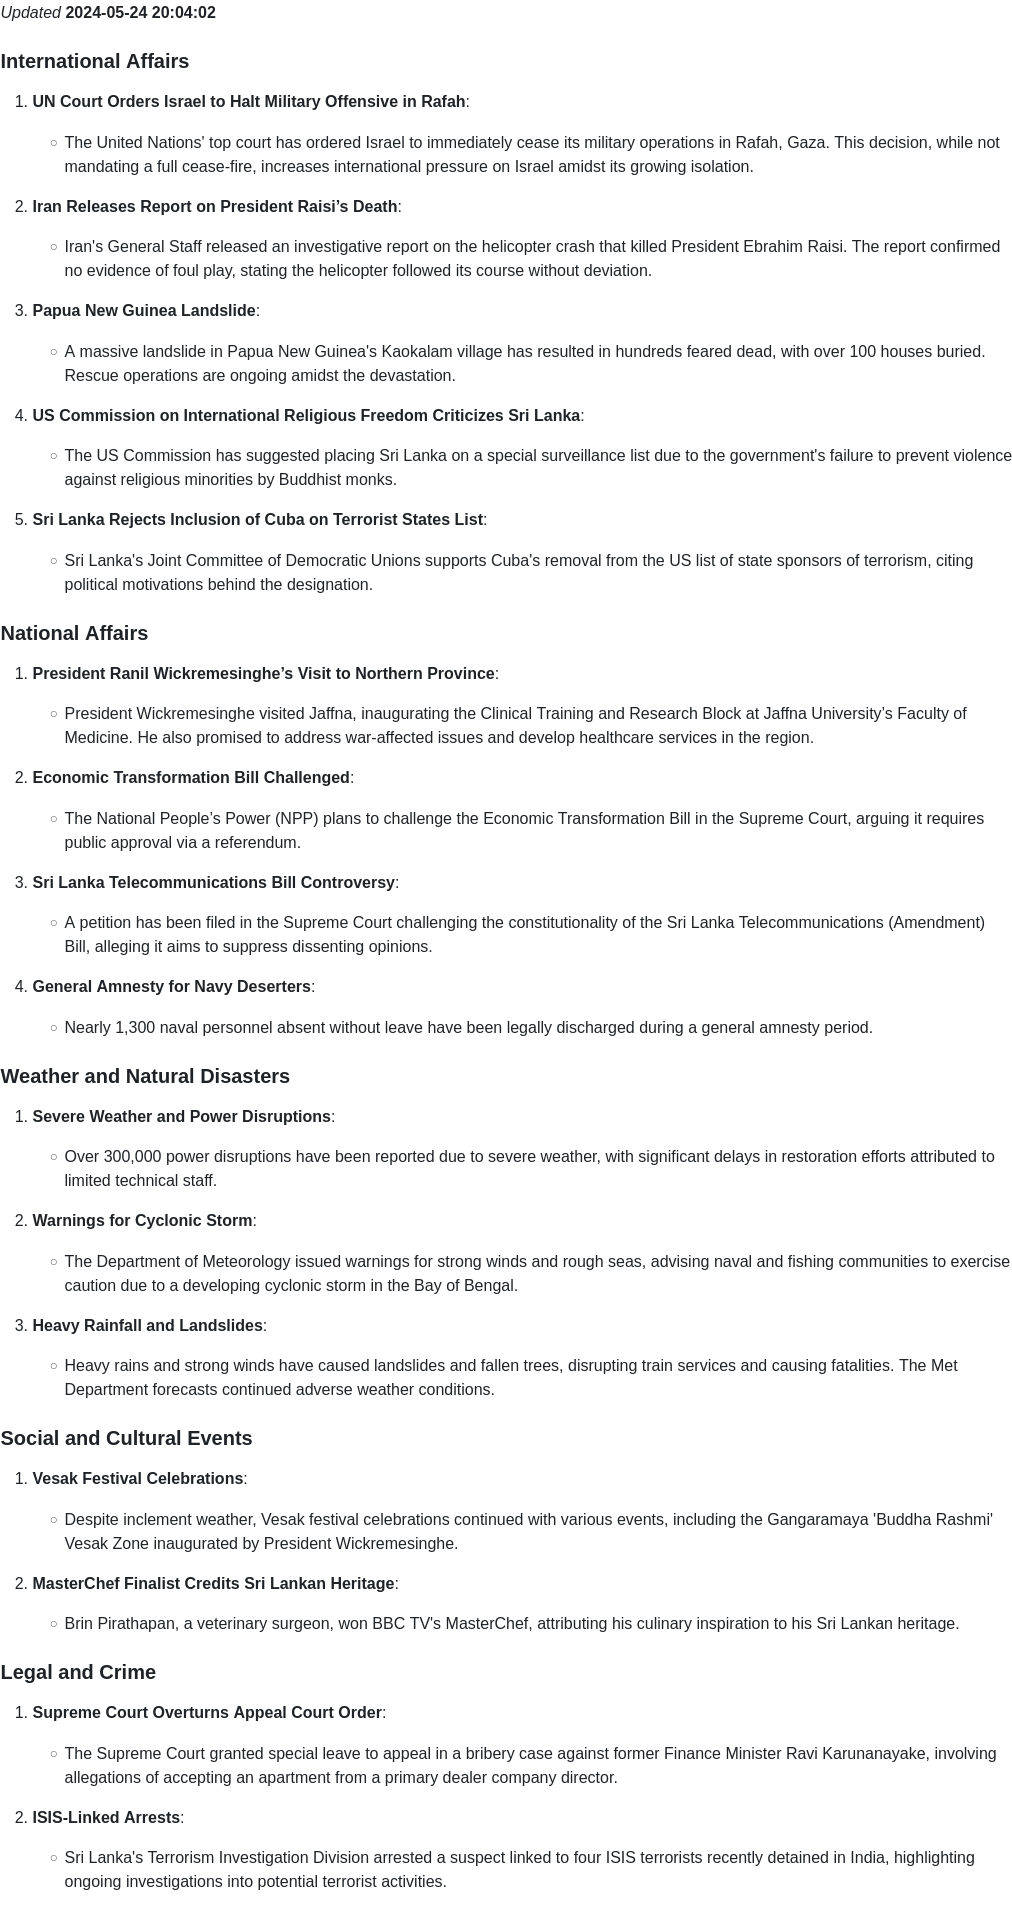 Updated 2024-05-24 20:04:02
International Affairs
1. UN Court Orders Israel to Halt Military Offensive in Rafah:
○ The United Nations' top court has ordered Israel to immediately cease its military operations in Rafah, Gaza. This decision, while not
mandating a full cease-fire, increases international pressure on Israel amidst its growing isolation.
2. Iran Releases Report on President Raisi’s Death:
○ Iran's General Staff released an investigative report on the helicopter crash that killed President Ebrahim Raisi. The report confirmed
no evidence of foul play, stating the helicopter followed its course without deviation.
3. Papua New Guinea Landslide:
○ A massive landslide in Papua New Guinea's Kaokalam village has resulted in hundreds feared dead, with over 100 houses buried.
Rescue operations are ongoing amidst the devastation.
4. US Commission on International Religious Freedom Criticizes Sri Lanka:
○ The US Commission has suggested placing Sri Lanka on a special surveillance list due to the government's failure to prevent violence
against religious minorities by Buddhist monks.
5. Sri Lanka Rejects Inclusion of Cuba on Terrorist States List:
○ Sri Lanka's Joint Committee of Democratic Unions supports Cuba's removal from the US list of state sponsors of terrorism, citing
political motivations behind the designation.
National Affairs
1. President Ranil Wickremesinghe’s Visit to Northern Province:
○ President Wickremesinghe visited Jaffna, inaugurating the Clinical Training and Research Block at Jaffna University’s Faculty of
Medicine. He also promised to address war-affected issues and develop healthcare services in the region.
2. Economic Transformation Bill Challenged:
○ The National People’s Power (NPP) plans to challenge the Economic Transformation Bill in the Supreme Court, arguing it requires
public approval via a referendum.
3. Sri Lanka Telecommunications Bill Controversy:
○ A petition has been filed in the Supreme Court challenging the constitutionality of the Sri Lanka Telecommunications (Amendment)
Bill, alleging it aims to suppress dissenting opinions.
4. General Amnesty for Navy Deserters:
○ Nearly 1,300 naval personnel absent without leave have been legally discharged during a general amnesty period.
Weather and Natural Disasters
1. Severe Weather and Power Disruptions:
○ Over 300,000 power disruptions have been reported due to severe weather, with significant delays in restoration efforts attributed to
limited technical staff.
2. Warnings for Cyclonic Storm:
○ The Department of Meteorology issued warnings for strong winds and rough seas, advising naval and fishing communities to exercise
caution due to a developing cyclonic storm in the Bay of Bengal.
3. Heavy Rainfall and Landslides:
○ Heavy rains and strong winds have caused landslides and fallen trees, disrupting train services and causing fatalities. The Met
Department forecasts continued adverse weather conditions.
Social and Cultural Events
1. Vesak Festival Celebrations:
○ Despite inclement weather, Vesak festival celebrations continued with various events, including the Gangaramaya 'Buddha Rashmi'
Vesak Zone inaugurated by President Wickremesinghe.
2. MasterChef Finalist Credits Sri Lankan Heritage:
○ Brin Pirathapan, a veterinary surgeon, won BBC TV's MasterChef, attributing his culinary inspiration to his Sri Lankan heritage.
Legal and Crime
1. Supreme Court Overturns Appeal Court Order:
○ The Supreme Court granted special leave to appeal in a bribery case against former Finance Minister Ravi Karunanayake, involving
allegations of accepting an apartment from a primary dealer company director.
2. ISIS-Linked Arrests:
○ Sri Lanka's Terrorism Investigation Division arrested a suspect linked to four ISIS terrorists recently detained in India, highlighting
ongoing investigations into potential terrorist activities.